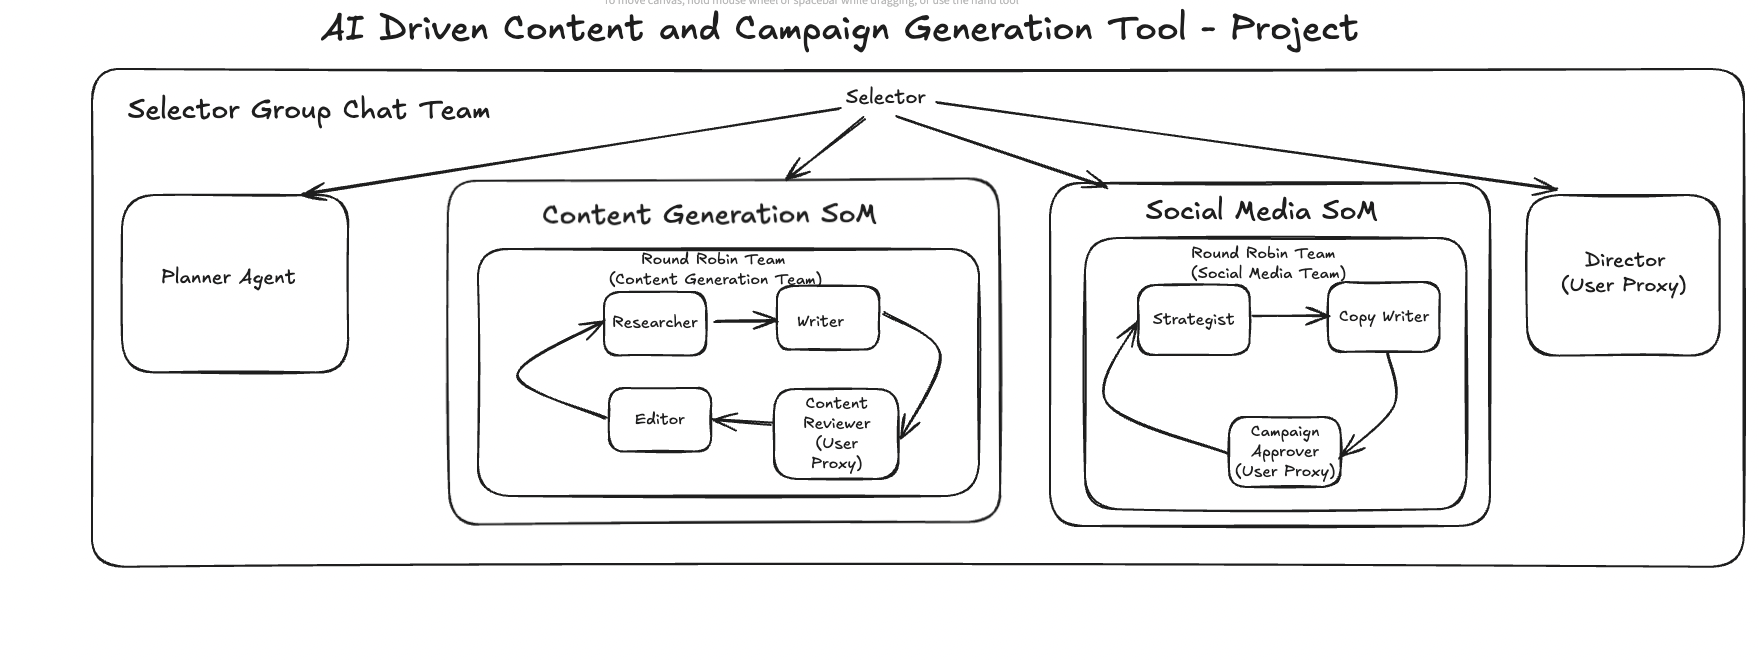 To move canvas, hold mouse wheel or spacebar while dragging, or use the hand tool
AI Driven Content and Campaign Generation Tool - Project
Selector Group Chat Team
Selector
Planner Agent
Content Generation SoM
Round Robin Team
(Content Generation Team)
Researcher
Writer
Editor
Content
Reviewer
(User
Proxy)
Social Media SoM
Round Robin Team
(Social Media Team)
Strategist
Copy Writer
Campaign
Approver
(User Proxy)
Director
(User Proxy)